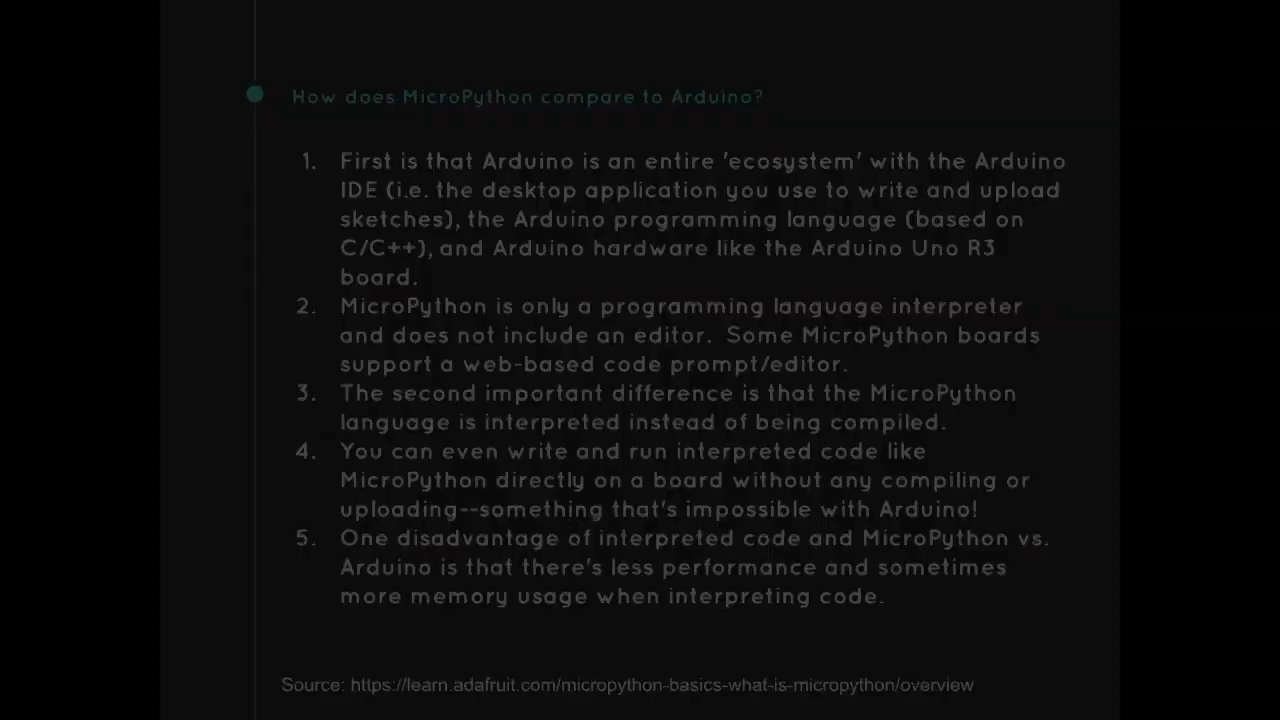 How does MicroPython compare to Arduino?
1. First is that Arduino is an entire 'ecosystem' with the Arduino
IDE (i.e. the desktop application you use to write and upload
sketches), the Arduino programming language (based on
C/C++), and Arduino hardware like the Arduino Uno R3
board.
2. MicroPython is only a programming language interpreter
and does not include an editor. Some MicroPython boards
support a web-based code prompt/editor.
3. The second important difference is that the MicroPython
language is interpreted instead of being compiled.
4. You can even write and run interpreted code like
MicroPython directly on a board without any compiling or
uploading--something that's impossible with Arduino!
5. One disadvantage of interpreted code and MicroPython vs.
Arduino is that there's less performance and sometimes
more memory usage when interpreting code.
Source: https://learn.adafruit.com/micropython-basics-what-is-micropython/overview